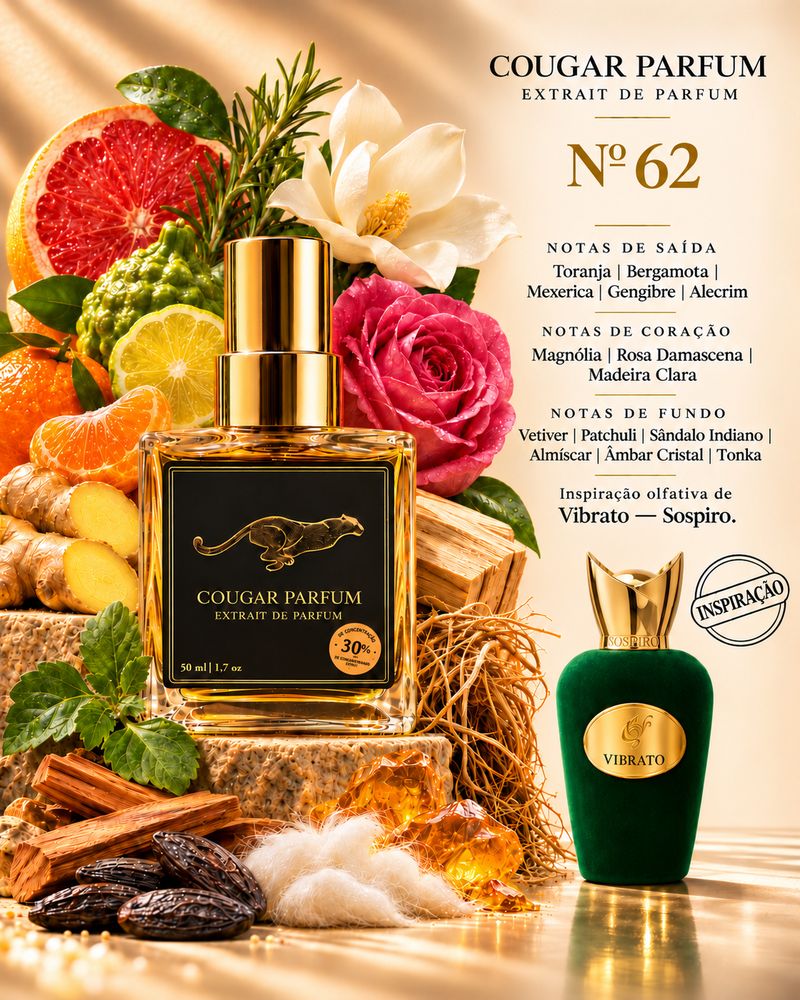 COUGAR PARFUM
EXTRAIT DE PARFUM
Nº 62
NOTAS DE SAÍDA
Toranja | Bergamota |
Mexerica | Gengibre | Alecrim
NOTAS DE CORAÇÃO
Magnólia | Rosa Damascena |
Madeira Clara
NOTAS DE FUNDO
Vetiver | Patchuli | Sândalo Indiano |
Almíscar | Âmbar Cristal | Tonka
Inspiração olfativa de
Vibrato — Sospiro.
INSPIRAÇÃO
SOSPIRO
VIBRATO
COUGAR PARFUM
EXTRAIT DE PARFUM
DE CONCENTRAÇÃO
30%
50 ml | 1,7 oz